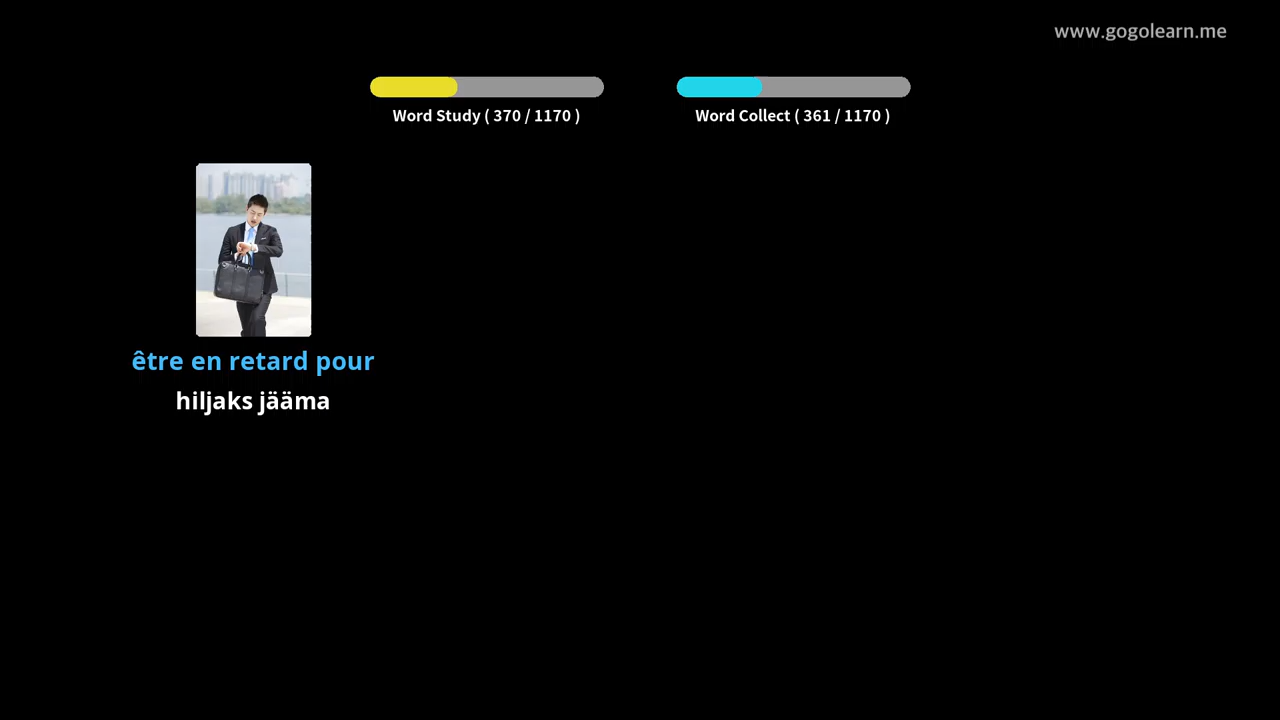 www.gogolearn.me
Word Study ( 370 / 1170 )
Word Collect ( 361 / 1170 )
être en retard pour
hiljaks jääma